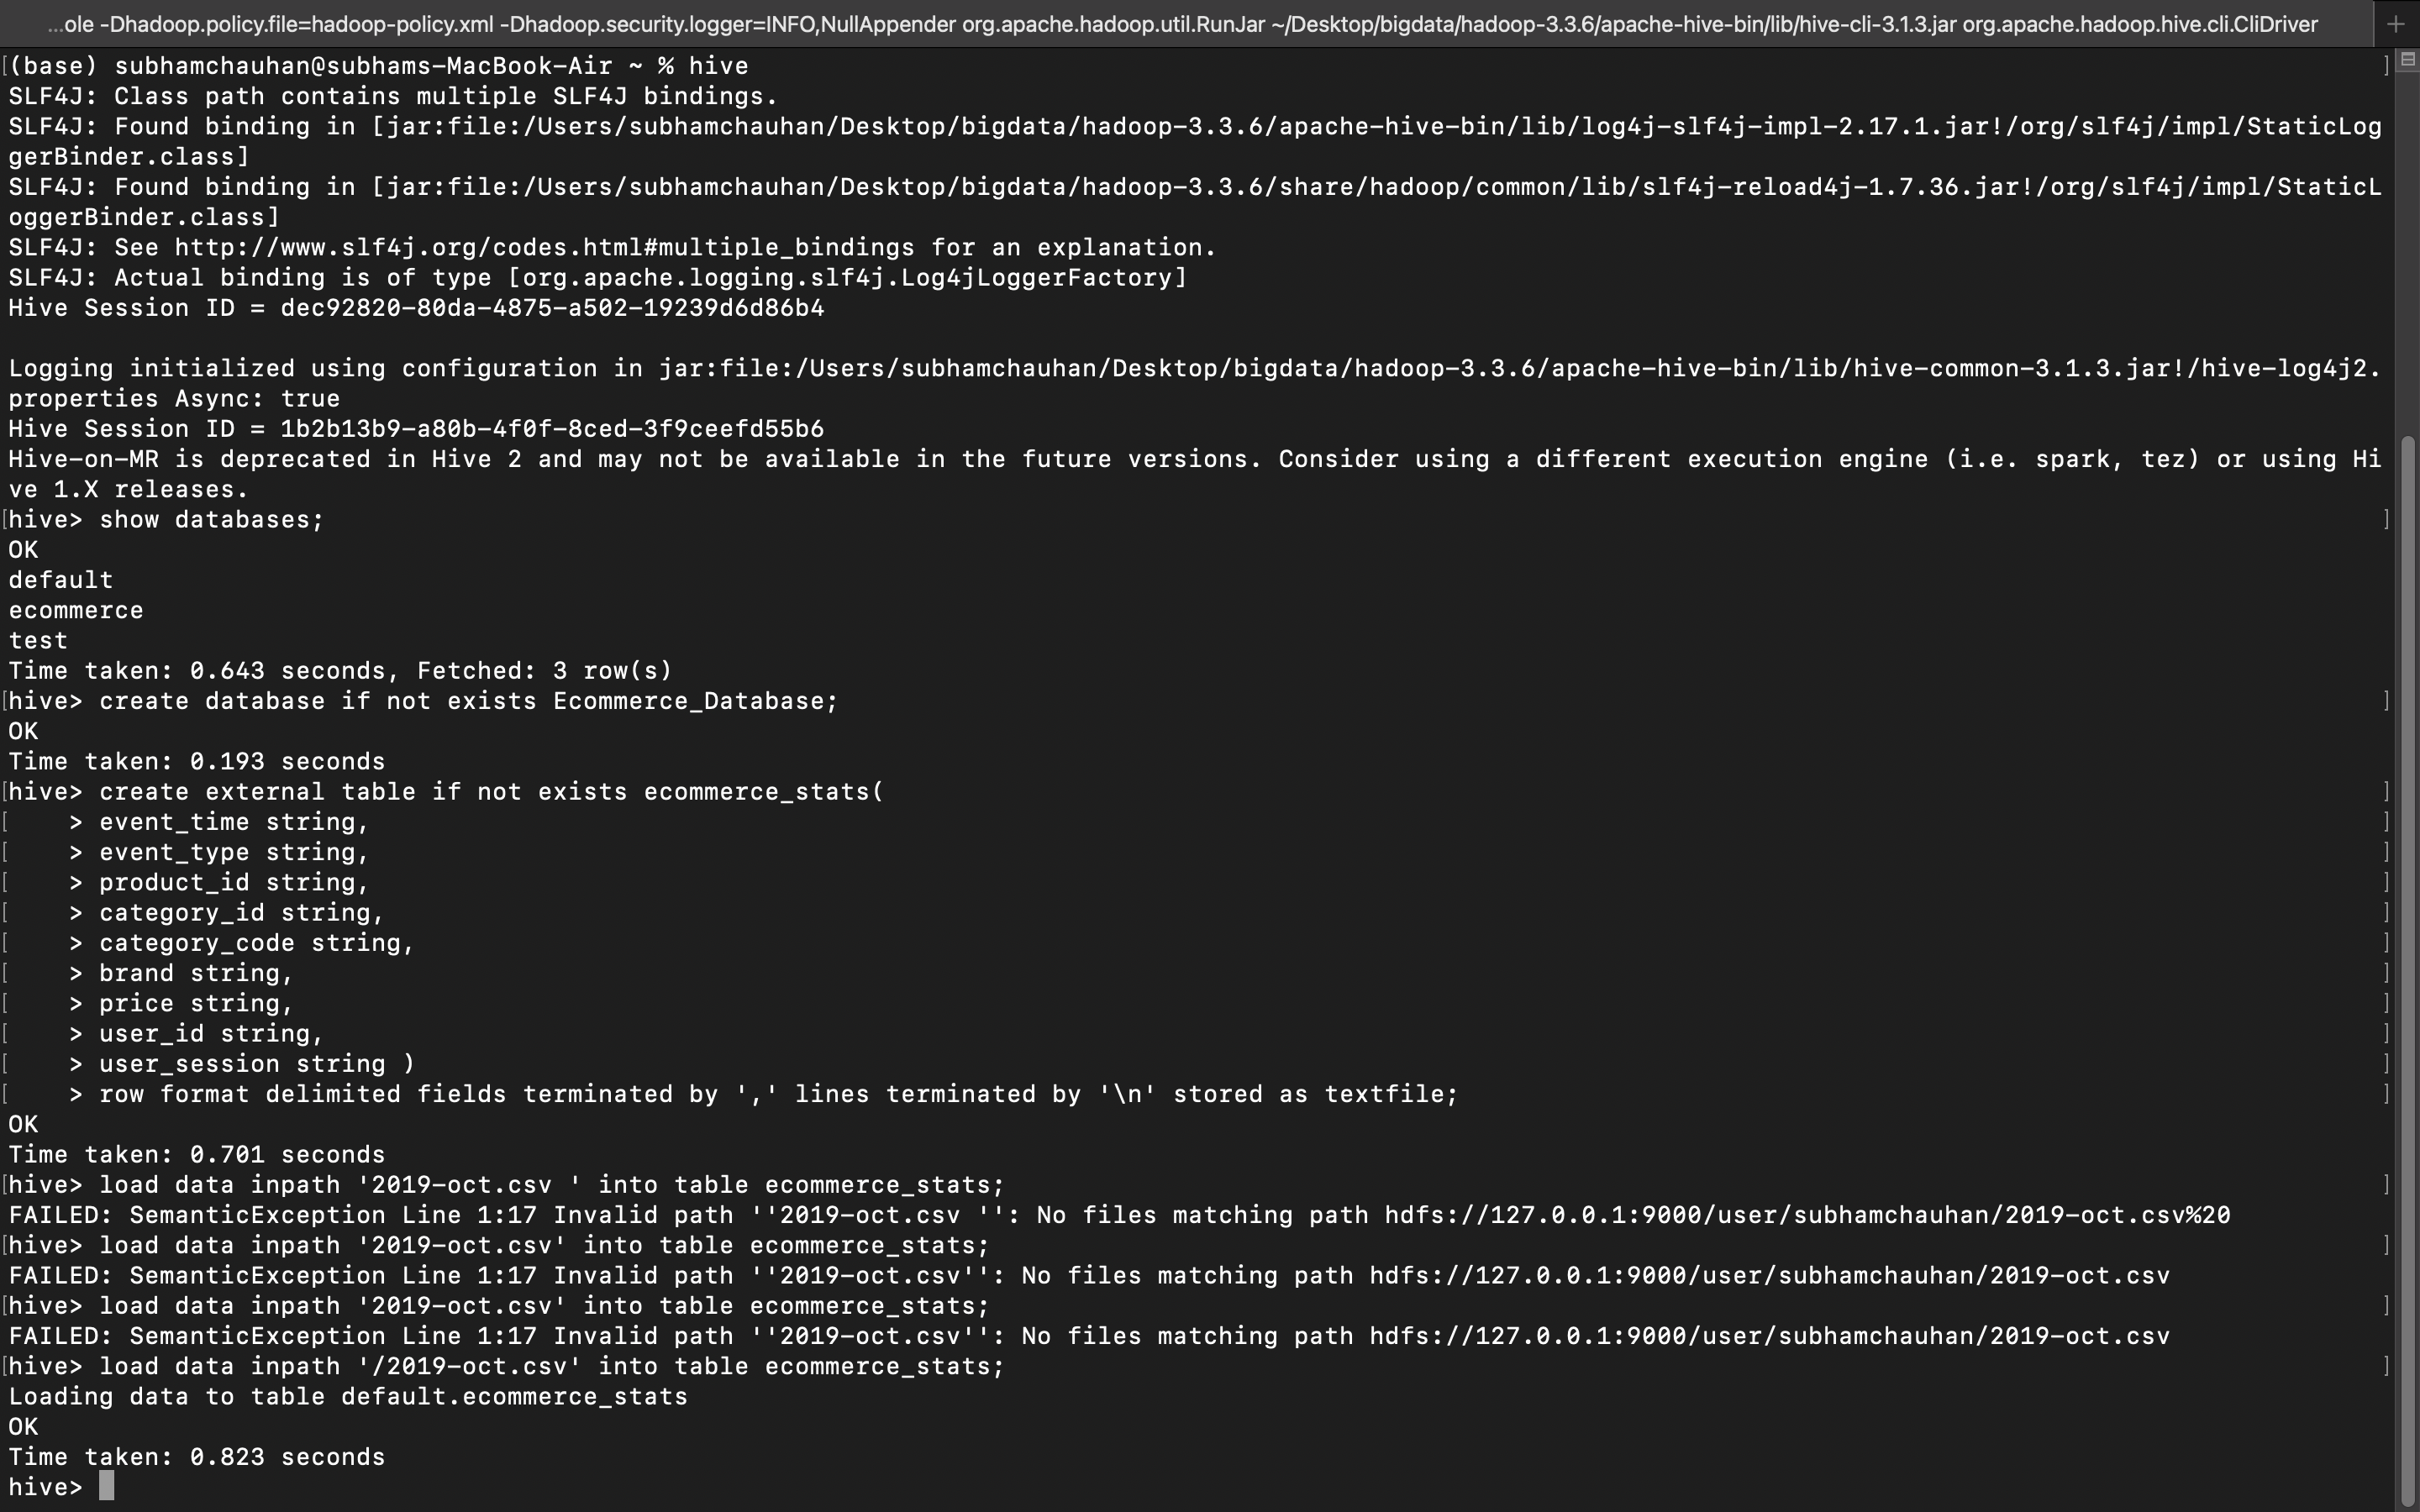 ...ole -Dhadoop.policy.file=hadoop-policy.xml -Dhadoop.security.logger=INFO,NullAppender org.apache.hadoop.util.RunJar ~/Desktop/bigdata/hadoop-3.3.6/apache-hive-bin/lib/hive-cli-3.1.3.jar org.apache.hadoop.hive.cli.CliDriver
(base) subhamchauhan@subhams-MacBook-Air ~ % hive
SLF4J: Class path contains multiple SLF4J bindings.
SLF4J: Found binding in [jar:file:/Users/subhamchauhan/Desktop/bigdata/hadoop-3.3.6/apache-hive-bin/lib/log4j-slf4j-impl-2.17.1.jar!/org/slf4j/impl/StaticLog
gerBinder.class]
SLF4J: Found binding in [jar:file:/Users/subhamchauhan/Desktop/bigdata/hadoop-3.3.6/share/hadoop/common/lib/slf4j-reload4j-1.7.36.jar!/org/slf4j/impl/StaticL
oggerBinder.class]
SLF4J: See http://www.slf4j.org/codes.html#multiple_bindings for an explanation.
SLF4J: Actual binding is of type [org.apache.logging.slf4j.Log4jLoggerFactory]
Hive Session ID = dec92820-80da-4875-a502-19239d6d86b4
Logging initialized using configuration in jar:file:/Users/subhamchauhan/Desktop/bigdata/hadoop-3.3.6/apache-hive-bin/lib/hive-common-3.1.3.jar!/hive-log4j2.
properties Async: true
Hive Session ID = 1b2b13b9-a80b-4f0f-8ced-3f9ceefd55b6
Hive-on-MR is deprecated in Hive 2 and may not be available in the future versions. Consider using a different execution engine (i.e. spark, tez) or using Hi
ve 1.X releases.
hive> show databases;
OK
default
ecommerce
test
Time taken: 0.643 seconds, Fetched: 3 row(s)
hive> create database if not exists Ecommerce_Database;
OK
Time taken: 0.193 seconds
hive> create external table if not exists ecommerce_stats(
    > event_time string,
    > event_type string,
    > product_id string,
    > category_id string,
    > category_code string,
    > brand string,
    > price string,
    > user_id string,
    > user_session string )
    > row format delimited fields terminated by ',' lines terminated by '\n' stored as textfile;
OK
Time taken: 0.701 seconds
hive> load data inpath '2019-oct.csv ' into table ecommerce_stats;
FAILED: SemanticException Line 1:17 Invalid path ''2019-oct.csv '': No files matching path hdfs://127.0.0.1:9000/user/subhamchauhan/2019-oct.csv%20
hive> load data inpath '2019-oct.csv' into table ecommerce_stats;
FAILED: SemanticException Line 1:17 Invalid path ''2019-oct.csv'': No files matching path hdfs://127.0.0.1:9000/user/subhamchauhan/2019-oct.csv
hive> load data inpath '2019-oct.csv' into table ecommerce_stats;
FAILED: SemanticException Line 1:17 Invalid path ''2019-oct.csv'': No files matching path hdfs://127.0.0.1:9000/user/subhamchauhan/2019-oct.csv
hive> load data inpath '/2019-oct.csv' into table ecommerce_stats;
Loading data to table default.ecommerce_stats
OK
Time taken: 0.823 seconds
hive>